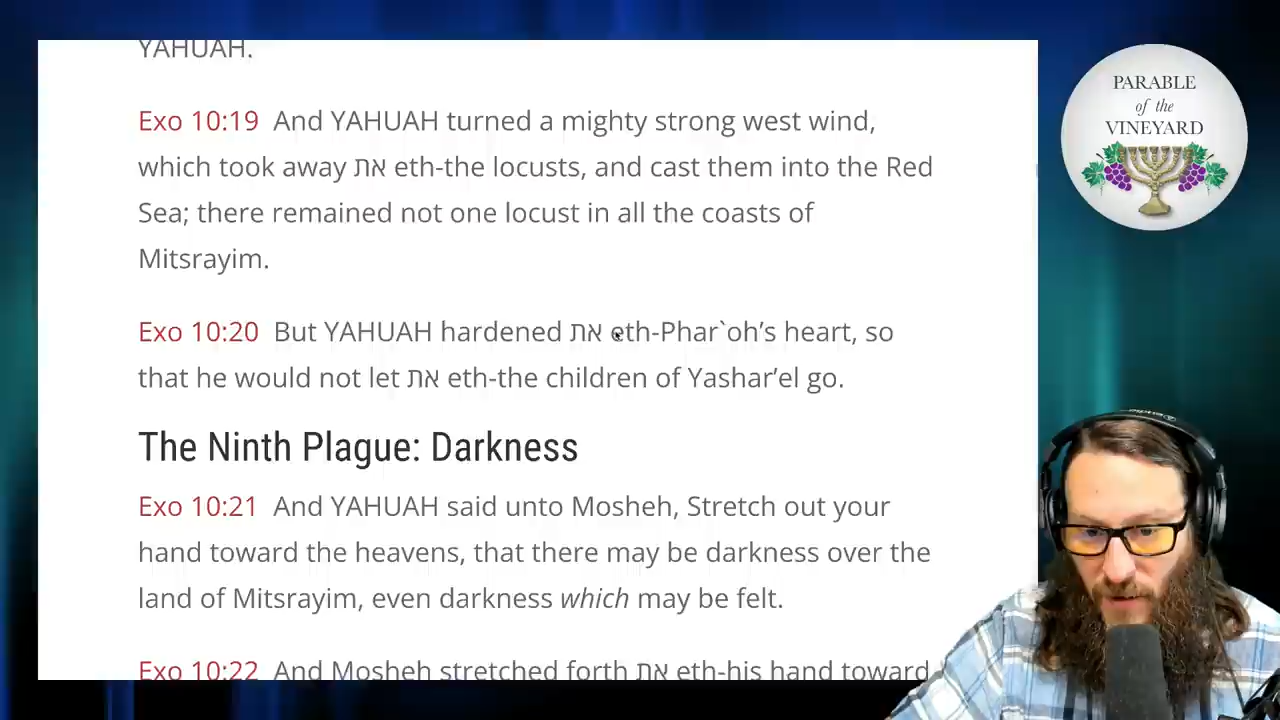 YAHUAH.
Exo 10:19 And YAHUAH turned a mighty strong west wind,
which took away את eth-the locusts, and cast them into the Red
Sea; there remained not one locust in all the coasts of
Mitsrayim.
Exo 10:20 But YAHUAH hardened את eth-Phar`oh’s heart, so
that he would not let את eth-the children of Yashar’el go.
The Ninth Plague: Darkness
Exo 10:21 And YAHUAH said unto Mosheh, Stretch out your
hand toward the heavens, that there may be darkness over the
land of Mitsrayim, even darkness which may be felt.
Exo 10:22 And Mosheh stretched forth את eth-his hand toward
PARABLE
of the
VINEYARD